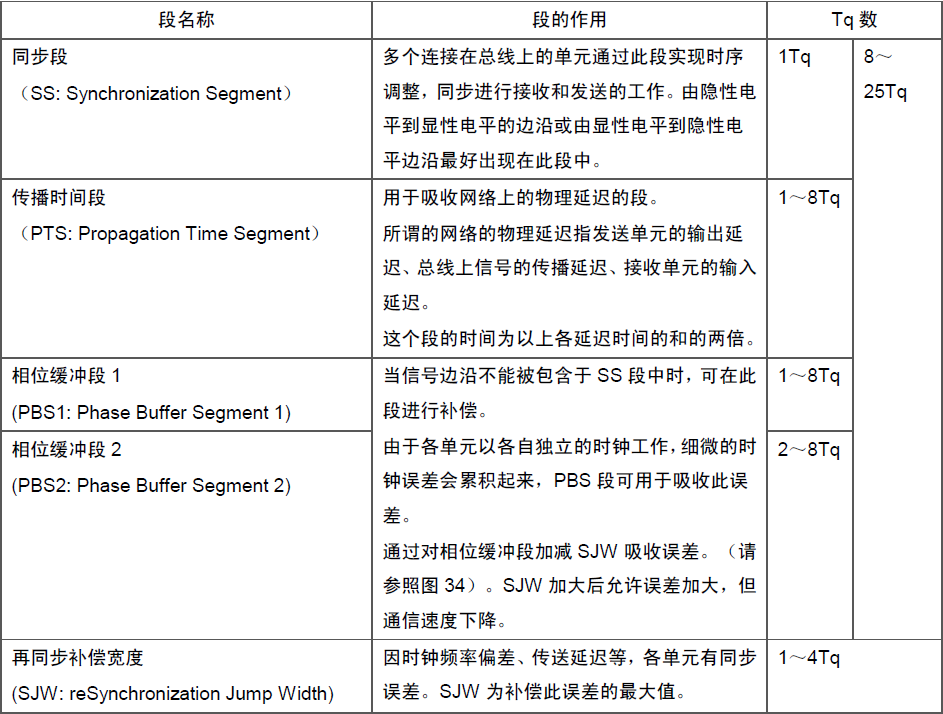 段名称
段的作用
Tq 数
同步段
（SS: Synchronization Segment）
多个连接在总线上的单元通过此段实现时序
调整，同步进行接收和发送的工作。由隐性电
平到显性电平的边沿或由显性电平到隐性电
平边沿最好出现在此段中。
1Tq
8～
25Tq
传播时间段
（PTS: Propagation Time Segment）
用于吸收网络上的物理延迟的段。
所谓的网络的物理延迟指发送单元的输出延
迟、总线上信号的传播延迟、接收单元的输入
延迟。
这个段的时间为以上各延迟时间的和的两倍。
1～8Tq
相位缓冲段 1
(PBS1: Phase Buffer Segment 1)
当信号边沿不能被包含于 SS 段中时，可在此
段进行补偿。
由于各单元以各自独立的时钟工作，细微的时
钟误差会累积起来，PBS 段可用于吸收此误
差。
通过对相位缓冲段加减 SJW 吸收误差。（请
参照图 34）。SJW 加大后允许误差加大，但
通信速度下降。
1～8Tq
相位缓冲段 2
(PBS2: Phase Buffer Segment 2)
2～8Tq
再同步补偿宽度
(SJW: reSynchronization Jump Width)
因时钟频率偏差、传送延迟等，各单元有同步
误差。SJW 为补偿此误差的最大值。
1～4Tq